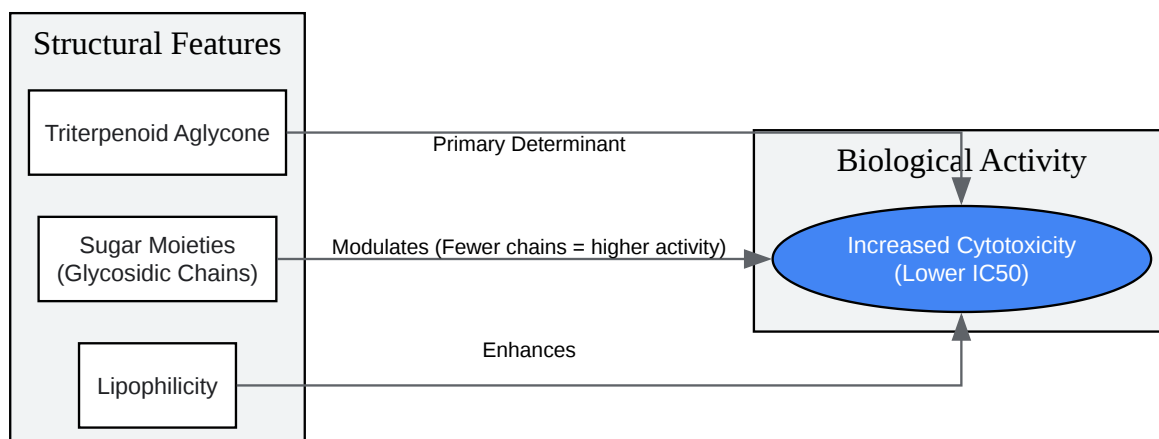 Structural Features
Triterpenoid Aglycone
Primary Determinant
Biological Activity
Sugar Moieties
(Glycosidic Chains)
Modulates (Fewer chains = higher activity)
Increased Cytotoxicity
(Lower IC50)
Lipophilicity
Enhances